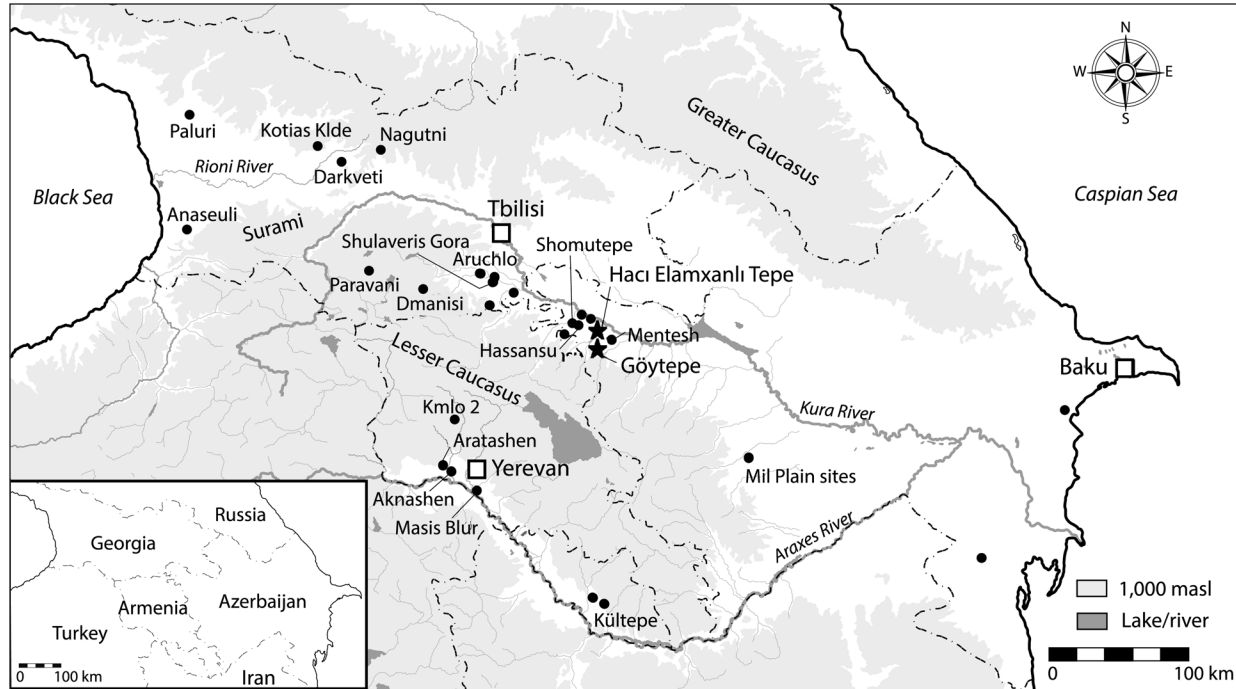 N
W
E
S
Paluri
Kotias Klde
Nagutni
Rioni River
Darkveti
Greater Caucasus
Black Sea
Caspian Sea
Anaseuli
Surami
Tbilisi
Shulaveris Gora
Shomutepe
Aruchlo
Hacı Elamxanlı Tepe
Paravani
Dmanisi
Mentesh
Hassansu
Göytepe
Lesser Caucasus
Baku
Kmlo 2
Kura River
Aratashen
Yerevan
Mil Plain sites
Aknashen
Masis Blur
Araxes River
Kültepe
Russia
Georgia
Armenia
Azerbaijan
Turkey
Iran
0 100 km
1,000 masl
Lake/river
0 100 km